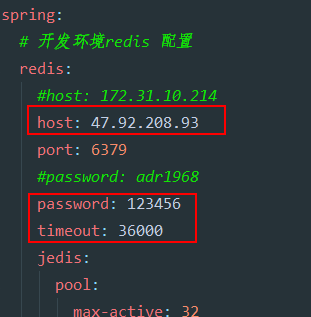 spring:
# 开发环境redis 配置
redis:
#host: 172.31.10.214
host: 47.92.208.93
port: 6379
#password: adr1968
password: 123456
timeout: 36000
jedis:
pool:
max-active: 32